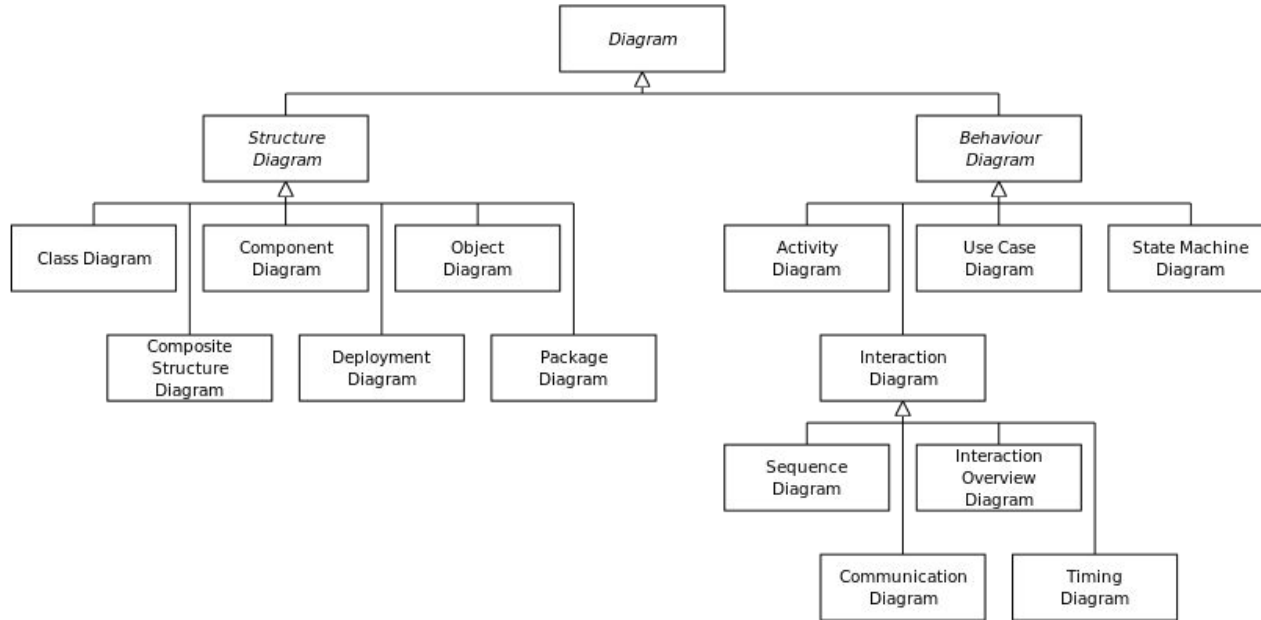 Diagram
Structure
Diagram
Behaviour
Diagram
Class Diagram
Component
Diagram
Object
Diagram
Activity
Diagram
Use Case
Diagram
State Machine
Diagram
Composite
Structure
Diagram
Deployment
Diagram
Package
Diagram
Interaction
Diagram
Sequence
Diagram
Interaction
Overview
Diagram
Communication
Diagram
Timing
Diagram